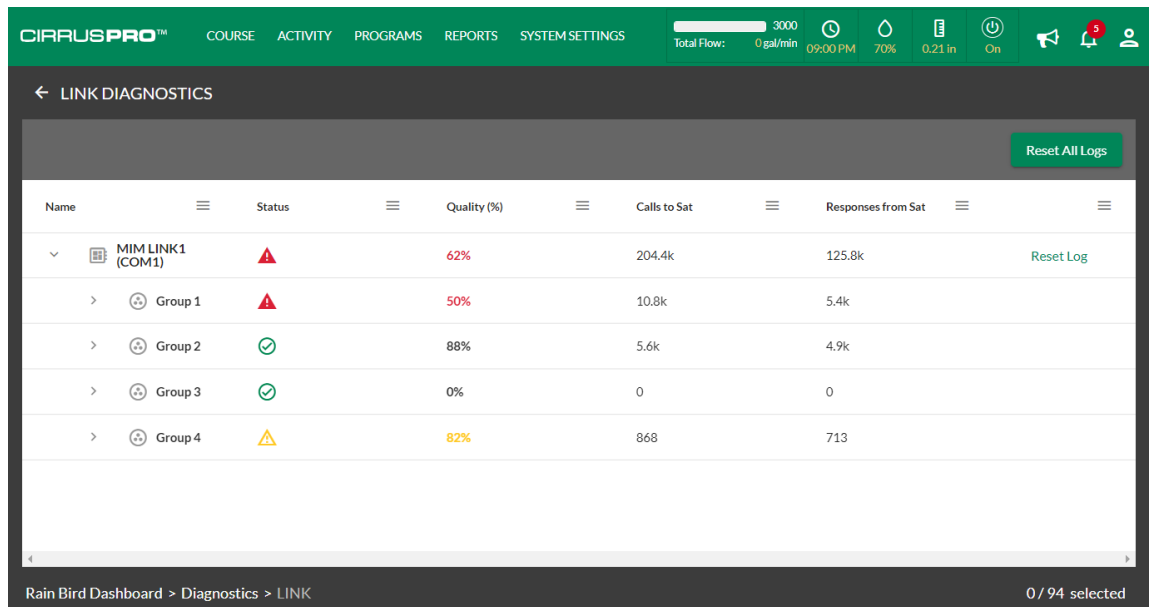 CIRRUSPRO™ COURSE ACTIVITY PROGRAMS REPORTS SYSTEM SETTINGS
3000
Total Flow: 0 gal/min 09:00 PM 70% 0.21 in On 5
LINK DIAGNOSTICS
Reset All Logs
Name Status Quality (%) Calls to Sat Responses from Sat
MIM LINK1
(COM1) 62% 204.4k 125.8k Reset Log
Group 1 50% 10.8k 5.4k
Group 2 88% 5.6k 4.9k
Group 3 0% 0 0
Group 4 82% 868 713
Rain Bird Dashboard > Diagnostics > LINK 0 / 94 selected